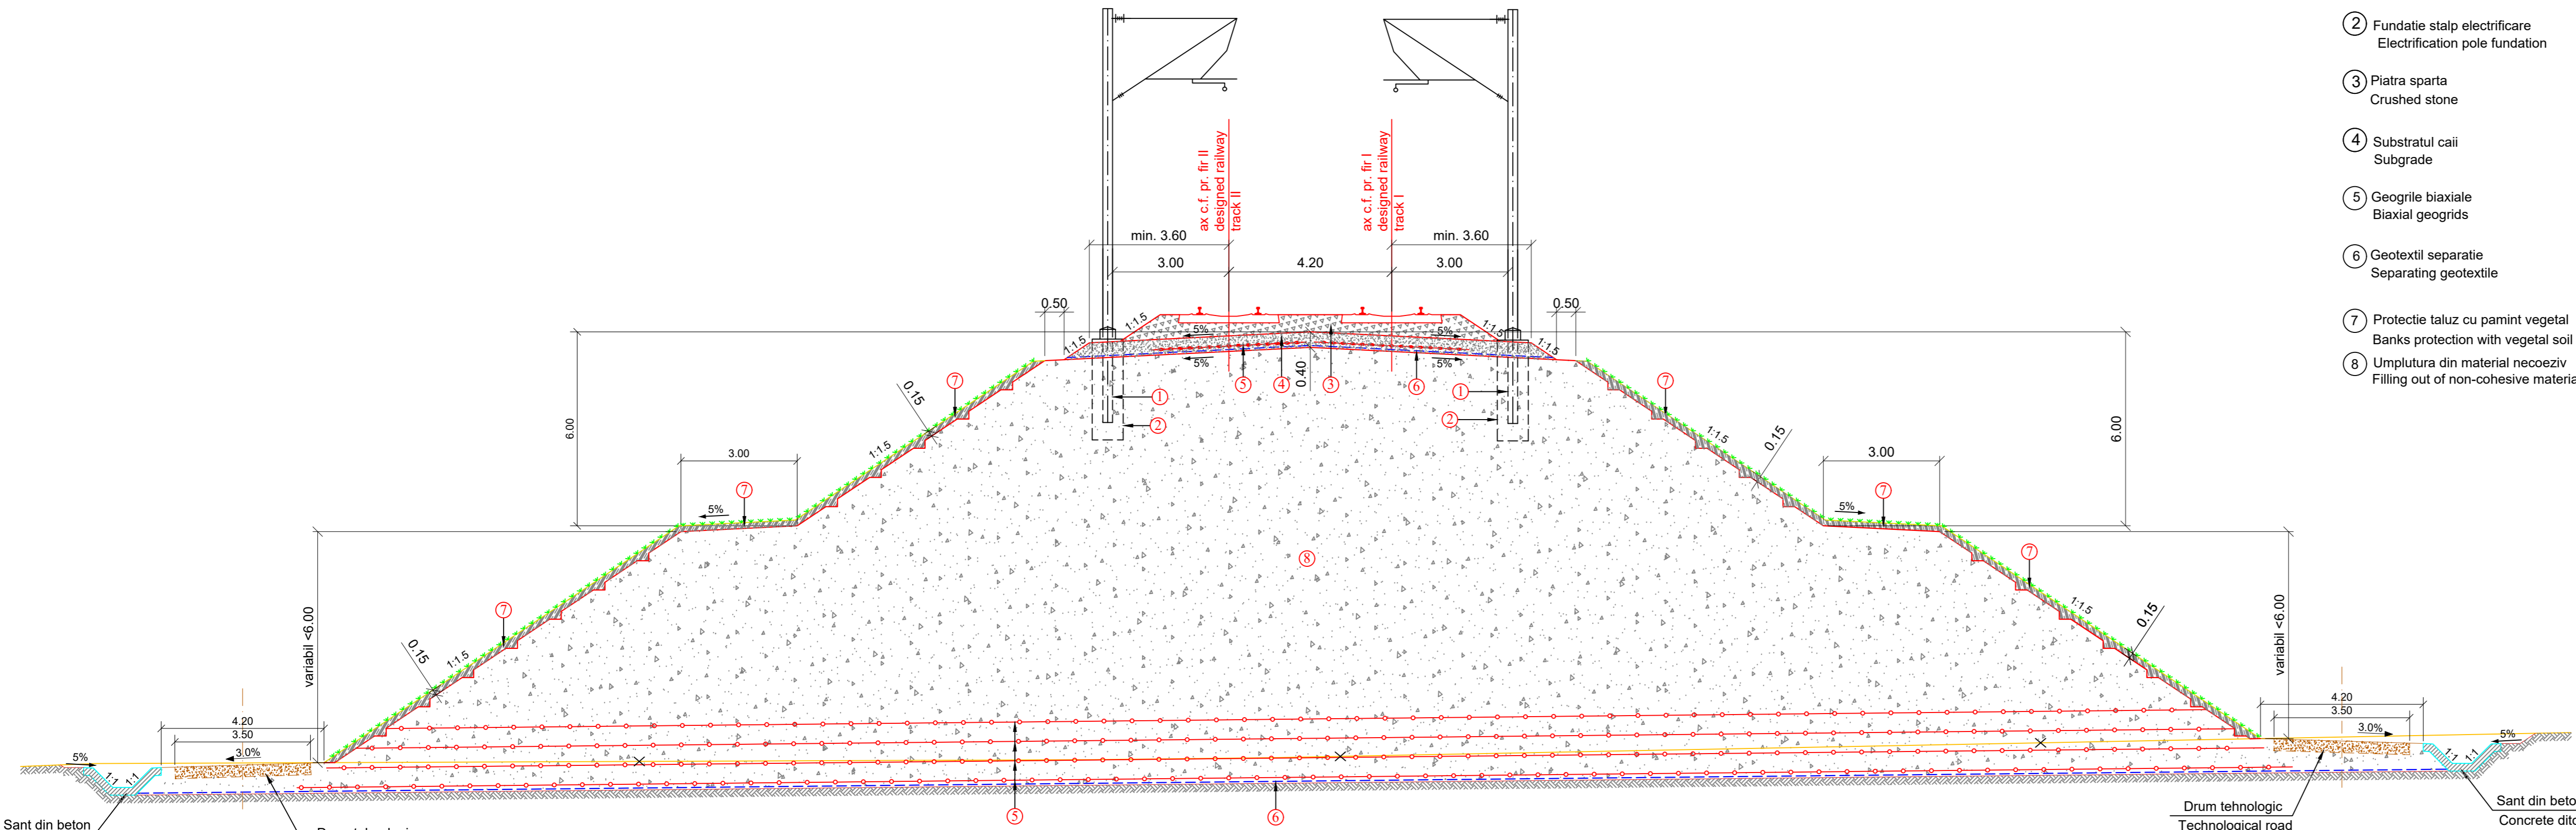 2 Fundatie stalp electrificare
Electrification pole fundation
3 Piatra sparta
Crushed stone
4 Substratul caii
Subgrade
5 Geogrile biaxiale
Biaxial geogrids
6 Geotextil separatie
Separating geotextile
7 Protectie taluz cu pamint vegetal
Banks protection with vegetal soil
8 Umplutura din material necoeziv
Filling out of non-cohesive materia
ax c.f. pr. fir II
designed railway
track II
ax c.f. pr. fir I
designed railway
track I
min. 3.60
min. 3.60
3.00
4.20
3.00
0.50
0.50
1:1.5
1:1.5
1:1.5
1:1.5
5%
5%
5%
5%
0.40
5
4
3
6
1
2
1
2
6.00
6.00
7
0.15
1:1.5
3.00
7
5%
7
1:1.5
0.15
3.00
7
5%
8
variabil <6.00
7
0.15
1:1.5
7
1:1.5
0.15
variabil <6.00
4.20
3.50
3.0%
5%
1:1
1:1
4.20
3.50
3.0%
5%
1:1
1:1
5
6
Sant din beton
Drum tehnologic
Technological road
Sant din beto
Concrete ditc